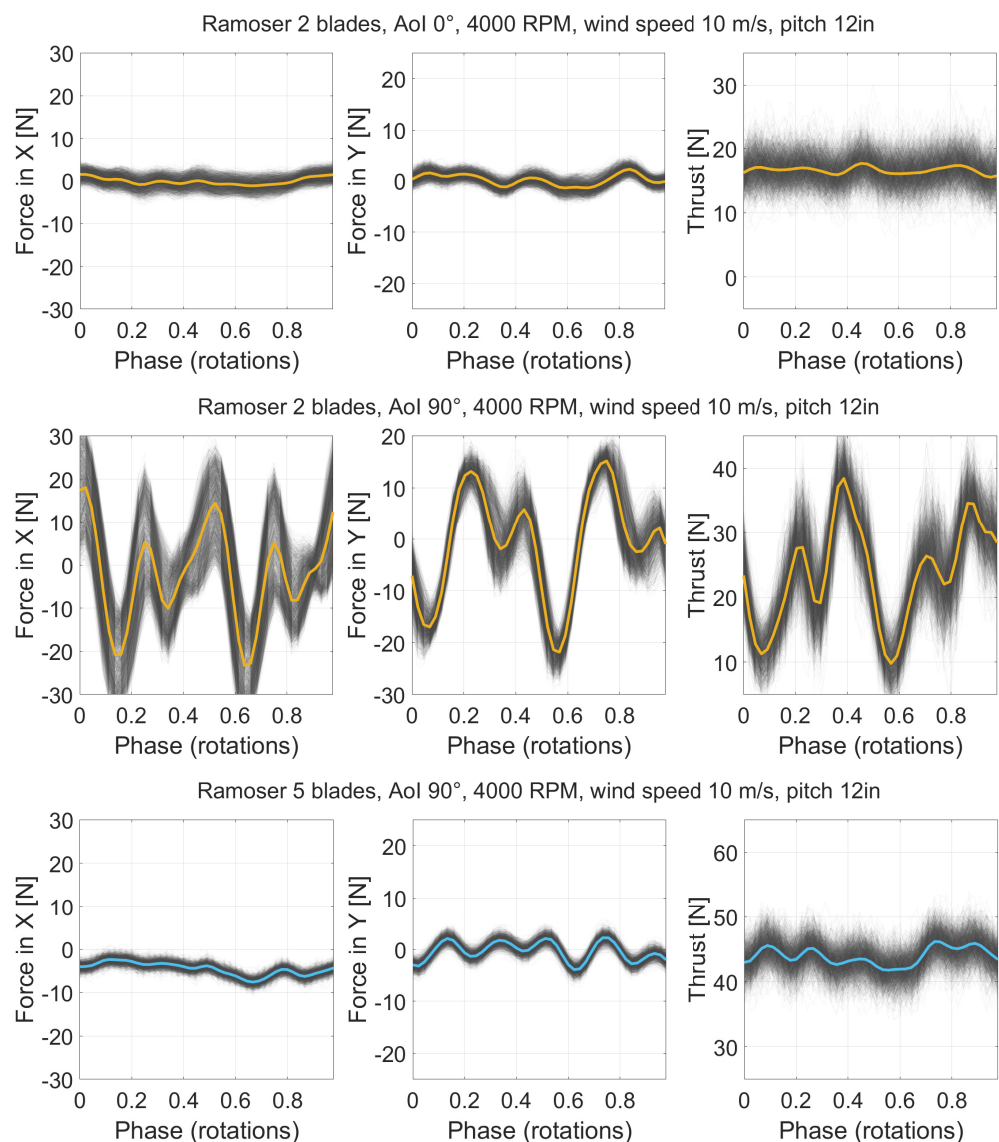 Ramoser 2 blades, AoI 0°, 4000 RPM, wind speed 10 m/s, pitch 12in
Force in X [N]
30
20
10
0
-10
-20
-30
0 0.2 0.4 0.6 0.8
Phase (rotations)
Force in Y [N]
20
10
0
-10
-20
0 0.2 0.4 0.6 0.8
Phase (rotations)
Thrust [N]
30
20
10
0
0 0.2 0.4 0.6 0.8
Phase (rotations)
Ramoser 2 blades, AoI 90°, 4000 RPM, wind speed 10 m/s, pitch 12in
Force in X [N]
30
20
10
0
-10
-20
-30
0 0.2 0.4 0.6 0.8
Phase (rotations)
Force in Y [N]
20
10
0
-10
-20
-30
0 0.2 0.4 0.6 0.8
Phase (rotations)
Thrust [N]
40
30
20
10
0 0.2 0.4 0.6 0.8
Phase (rotations)
Ramoser 5 blades, AoI 90°, 4000 RPM, wind speed 10 m/s, pitch 12in
Force in X [N]
30
20
10
0
-10
-20
-30
0 0.2 0.4 0.6 0.8
Phase (rotations)
Force in Y [N]
20
10
0
-10
-20
0 0.2 0.4 0.6 0.8
Phase (rotations)
Thrust [N]
60
50
40
30
0 0.2 0.4 0.6 0.8
Phase (rotations)